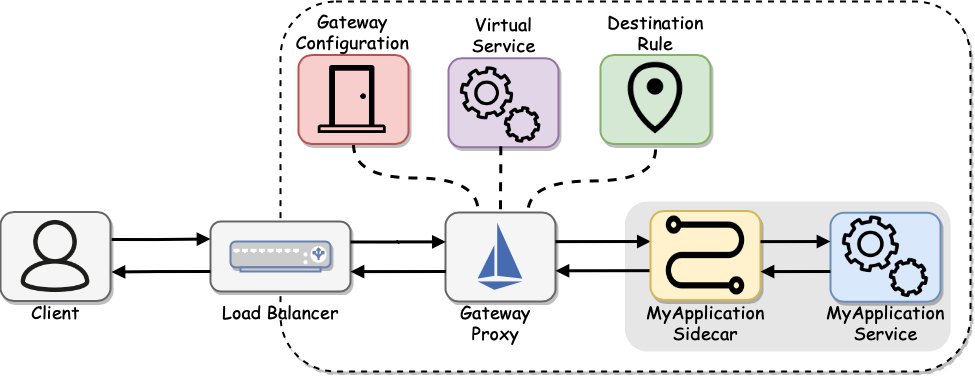 Gateway
Configuration
Virtual
Service
Destination
Rule
Client
Load Balancer
Gateway
Proxy
MyApplication
Sidecar
MyApplication
Service